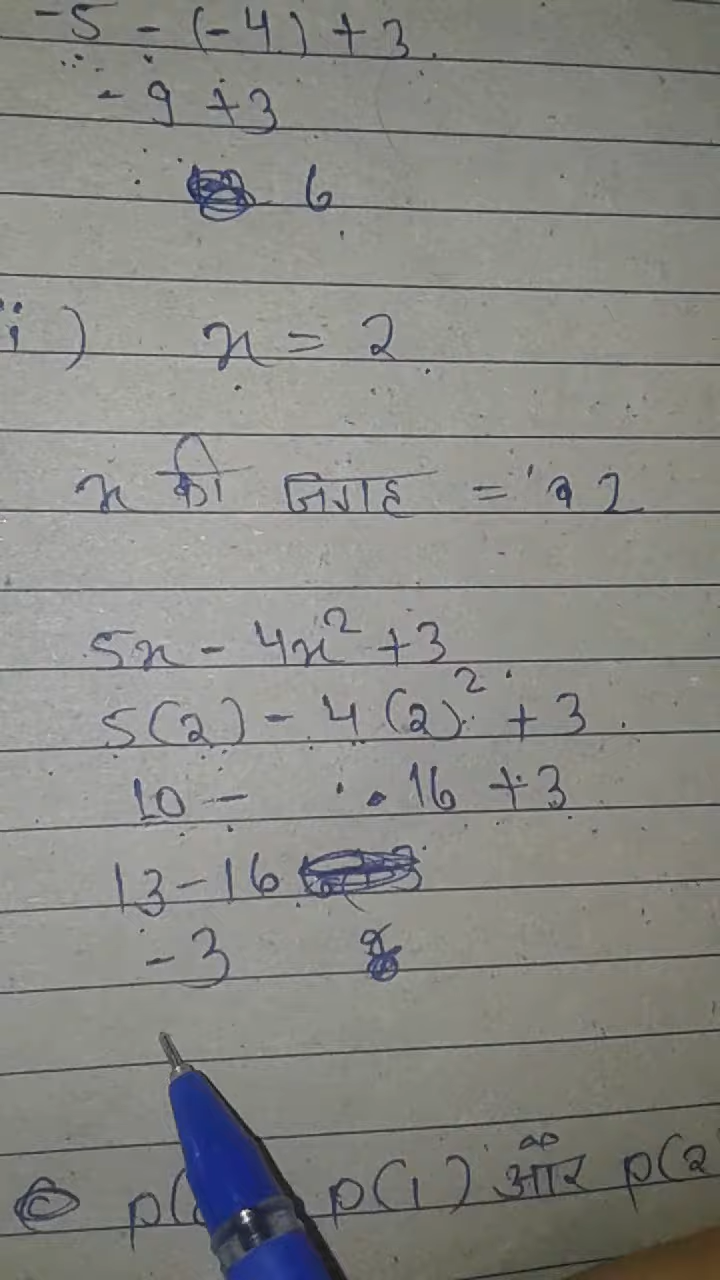 -5 - (-4) + 3
- 9 + 3
6
i) x = 2
x की जगह = 2
5x - 4x² + 3
5(2) - 4(2)² + 3
10 - 16 + 3
13 - 16
- 3
p( p(1) और p(2